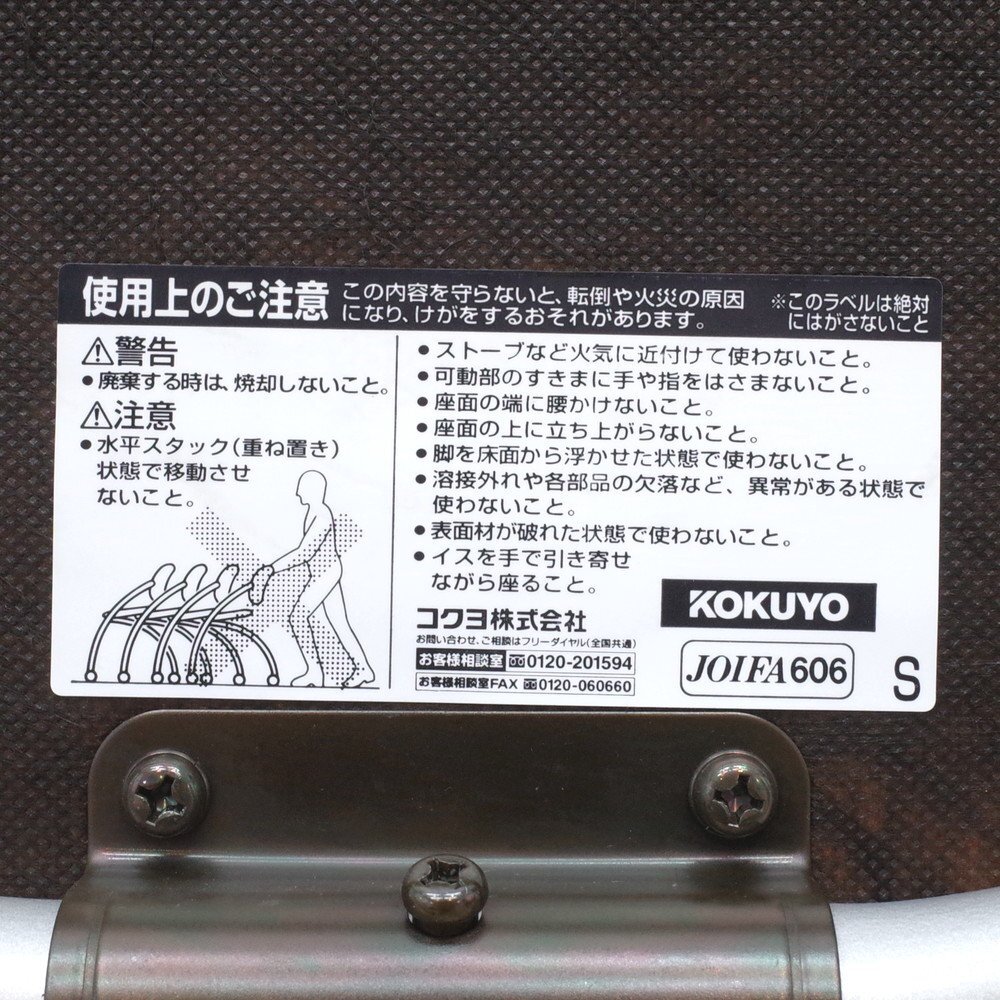 使用上のご注意
この内容を守らないと、転倒や火災の原因
になり、けがをするおそれがあります。
※このラベルは絶対
にはがさないこと
⚠警告
●廃棄する時は、焼却しないこと。
⚠注意
●水平スタック(重ね置き)
状態で移動させ
ないこと。
●ストーブなど火気に近付けて使わないこと。
●可動部のすきまに手や指をはさまないこと。
●座面の端に腰かけないこと。
●座面の上に立ち上がらないこと。
●脚を床面から浮かせた状態で使わないこと。
●溶接外れや各部品の欠落など、異常がある状態で
使わないこと。
●表面材が破れた状態で使わないこと。
●イスを手で引き寄せ
ながら座ること。
コクヨ株式会社
お問い合わせ、ご相談はフリーダイヤル(全国共通)
お客様相談室 0120-201594
お客様相談室FAX 0120-060660
KOKUYO
JOIFA606
S